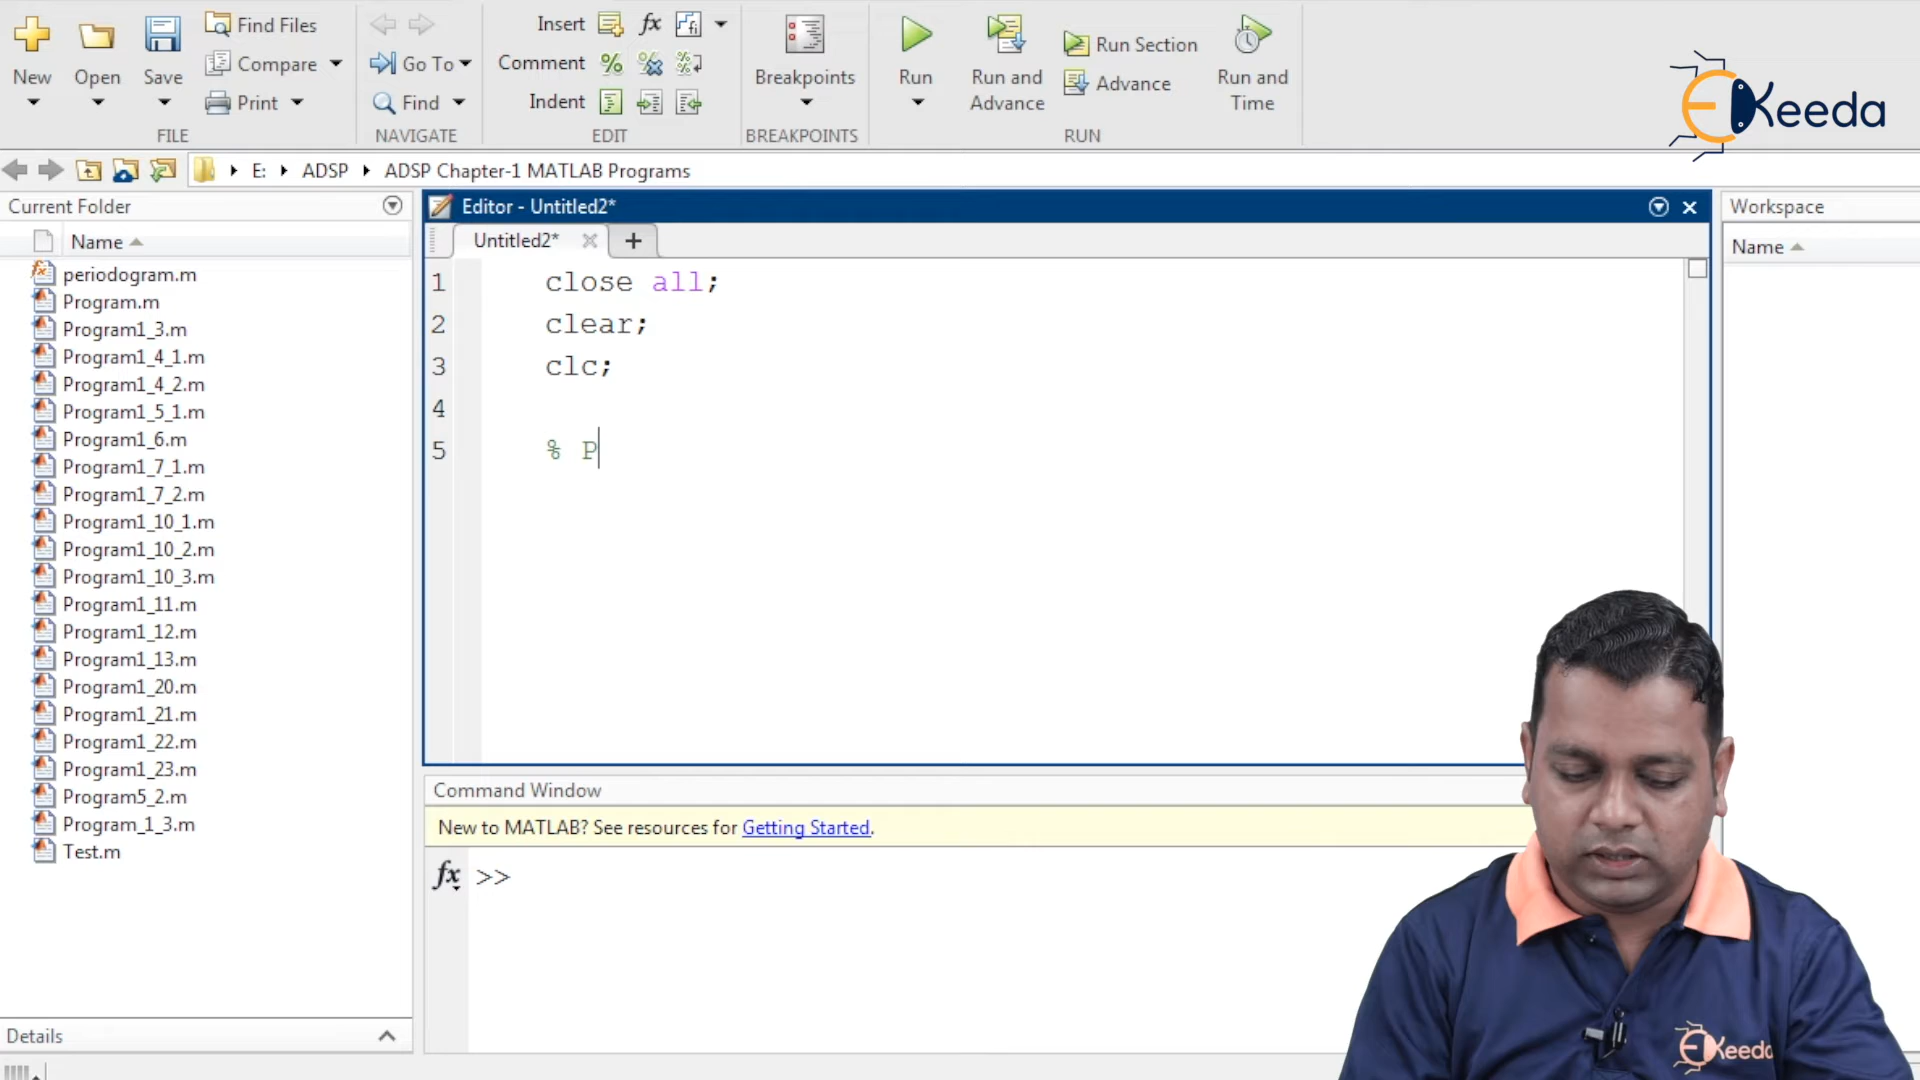 New
Open
Save
Find Files
Compare
Print
FILE
Go To
Find
NAVIGATE
Insert
fx
fi
Comment
%
Indent
EDIT
Breakpoints
BREAKPOINTS
Run
Run and
Advance
Run Section
Advance
Run and
Time
RUN
EKeeda
E:
ADSP
ADSP Chapter-1 MATLAB Programs
Current Folder
Name
periodogram.m
Program.m
Program1_3.m
Program1_4_1.m
Program1_4_2.m
Program1_5_1.m
Program1_6.m
Program1_7_1.m
Program1_7_2.m
Program1_10_1.m
Program1_10_2.m
Program1_10_3.m
Program1_11.m
Program1_12.m
Program1_13.m
Program1_20.m
Program1_21.m
Program1_22.m
Program1_23.m
Program5_2.m
Program_1_3.m
Test.m
Details
Editor - Untitled2*
Untitled2*
1 close all;
2 clear;
3 clc;
4
5 % P
Command Window
New to MATLAB? See resources for Getting Started.
fx >>
Workspace
Name
EKeeda